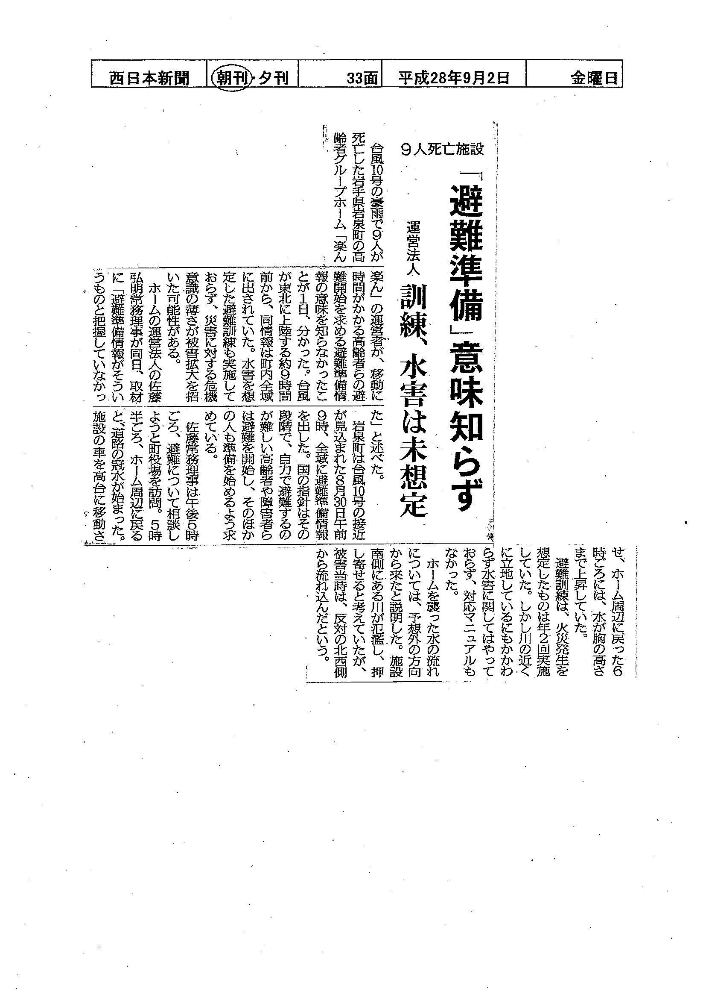 西日本新聞 朝刊・夕刊 33面 平成28年9月2日 金曜日
9人死亡施設
「避難準備」意味知らず
運営法人 訓練、水害は未想定
台風10号の豪雨で9人が
死亡した岩手県岩泉町の高
齢者グループホーム「楽ん
楽ん」の運営者が、移動に
時間がかかる高齢者らの避
難開始を求める避難準備情
報の意味を知らなかったこ
とが1日、分かった。台風
が東北に上陸する約9時間
前から、同情報は町内全域
に出されていた。水害を想
定した避難訓練も実施して
おらず、災害に対する危機
意識の薄さが被害拡大を招
いた可能性がある。
ホームの運営法人の佐藤
弘明常務理事が同日、取材
に「避難準備情報がそうい
うものと把握していなかっ
た」と述べた。
岩泉町は台風10号の接近
が見込まれた8月30日午前
9時、全域に避難準備情報
を出した。国の指針はその
段階で、自力で避難するの
が難しい高齢者や障害者ら
は避難を開始し、そのほか
の人も準備を始めるよう求
めている。
佐藤常務理事は午後5時
ごろ、避難について相談し
ようと町役場を訪問。5時
半ごろ、ホーム周辺に戻る
と、道路の冠水が始まった。
施設の車を高台に移動さ
せ、ホーム周辺に戻った6
時ごろには、水が胸の高さ
まで上昇していた。
避難訓練は、火災発生を
想定したものは年2回実施
していた。しかし川の近く
に立地しているにもかかわ
らず水害に関してはやって
おらず、対応マニュアルも
なかった。
ホームを襲った水の流れ
については、予想外の方向
から来たと説明した。施設
南側にある川が氾濫し、押
し寄せると考えていたが、
被害当時は、反対の北西側
から流れ込んだという。